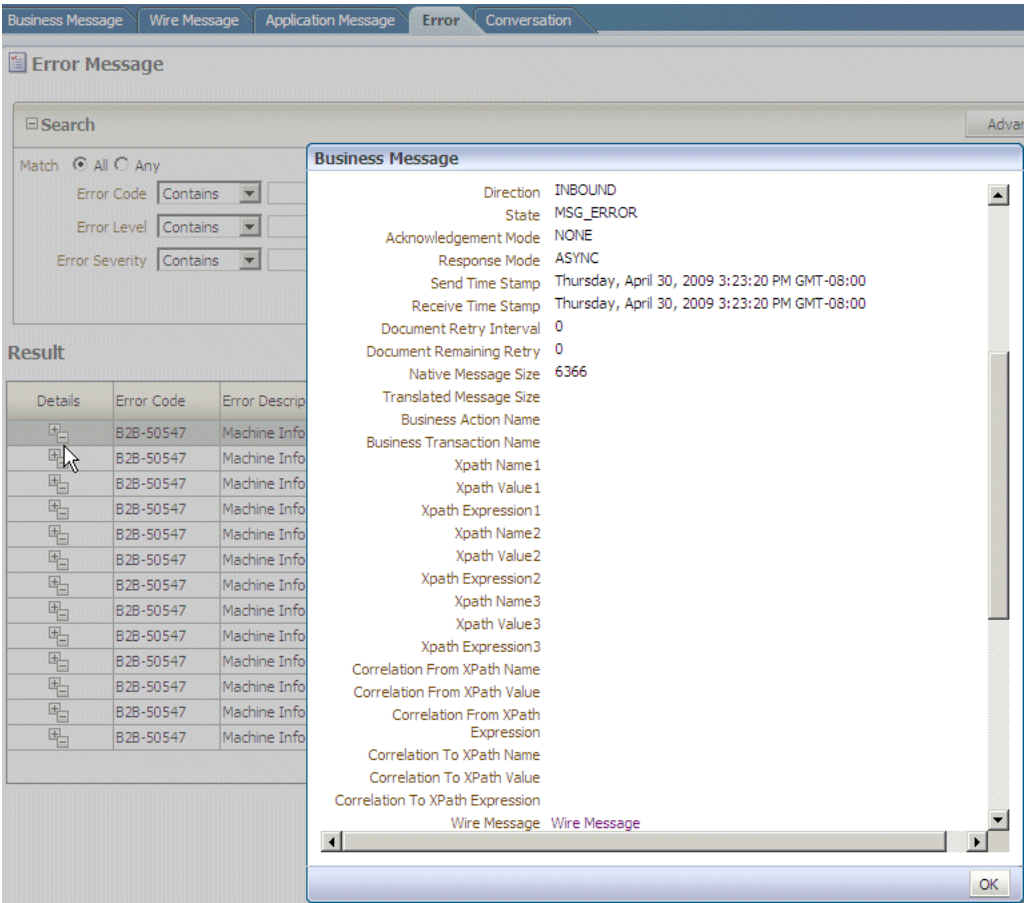 Business Message Wire Message Application Message Error Conversation
Error Message
Search
Advan
Match All Any
Error Code Contains
Error Level Contains
Error Severity Contains
Result
Details Error Code Error Descrip
B2B-50547 Machine Info
B2B-50547 Machine Info
B2B-50547 Machine Info
B2B-50547 Machine Info
B2B-50547 Machine Info
B2B-50547 Machine Info
B2B-50547 Machine Info
B2B-50547 Machine Info
B2B-50547 Machine Info
B2B-50547 Machine Info
B2B-50547 Machine Info
B2B-50547 Machine Info
B2B-50547 Machine Info
Business Message
Direction INBOUND
State MSG_ERROR
Acknowledgement Mode NONE
Response Mode ASYNC
Send Time Stamp Thursday, April 30, 2009 3:23:20 PM GMT-08:00
Receive Time Stamp Thursday, April 30, 2009 3:23:20 PM GMT-08:00
Document Retry Interval 0
Document Remaining Retry 0
Native Message Size 6366
Translated Message Size
Business Action Name
Business Transaction Name
Xpath Name1
Xpath Value1
Xpath Expression1
Xpath Name2
Xpath Value2
Xpath Expression2
Xpath Name3
Xpath Value3
Xpath Expression3
Correlation From XPath Name
Correlation From XPath Value
Correlation From XPath
Expression
Correlation To XPath Name
Correlation To XPath Value
Correlation To XPath Expression
Wire Message Wire Message
OK